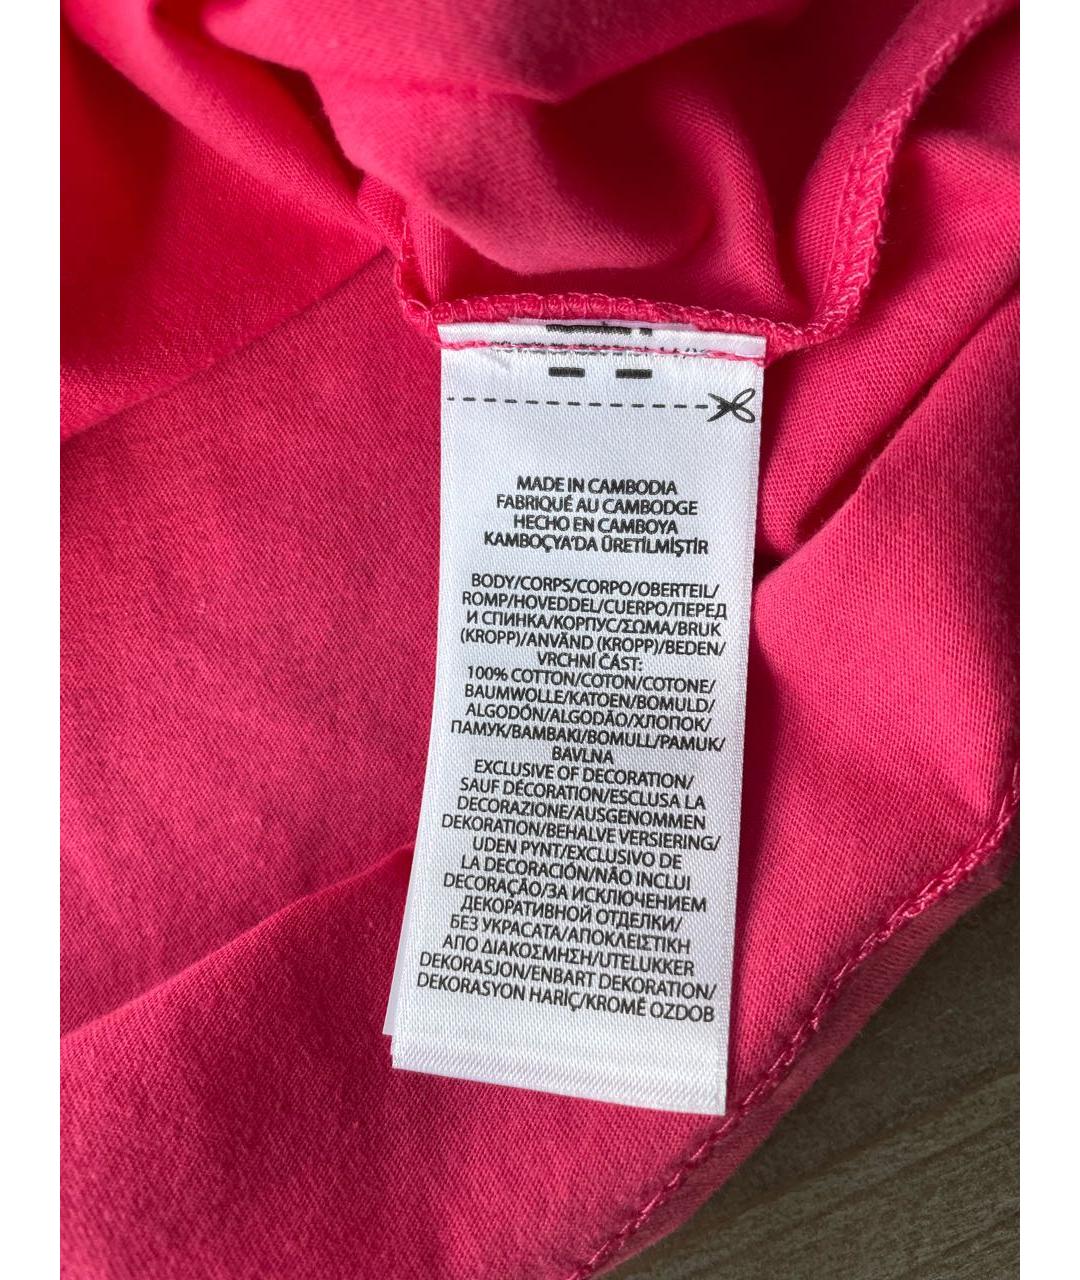 MADE IN CAMBODIA
FABRIQUÉ AU CAMBODGE
HECHO EN CAMBOYA
KAMBOÇYA'DA ÜRETİLMİŞTİR
BODY/CORPS/CORPO/OBERTEIL/
ROMP/HOVEDDEL/CUERPO/ПЕРЕД
И СПИНКА/КОРПУС/ΣΩΜΑ/BRUK
(KROPP)/ANVÄND (KROPP)/BEDEN/
VRCHNÍ ČÁST:
100% COTTON/COTON/COTONE/
BAUMWOLLE/KATOEN/BOMULD/
ALGODÓN/ALGODÃO/ХЛОПОК/
ПАМУК/ΒΑΜΒΑΚΙ/BOMULL/PAMUK/
BAVLNA
EXCLUSIVE OF DECORATION/
SAUF DÉCORATION/ESCLUSA LA
DECORAZIONE/AUSGENOMMEN
DEKORATION/BEHALVE VERSIERING/
UDEN PYNT/EXCLUSIVO DE
LA DECORACIÓN/NÃO INCLUI
DECORAÇÃO/ЗА ИСКЛЮЧЕНИЕМ
ДЕКОРАТИВНОЙ ОТДЕЛКИ/
БЕЗ УКРАСАТА/ΑΠΟΚΛΕΙΣΤΙΚΗ
ΑΠΟ ΔΙΑΚΟΣΜΗΣΗ/UTELUKKER
DEKORASJON/ENBART DEKORATION/
DEKORASYON HARİÇ/KROMĚ OZDOB